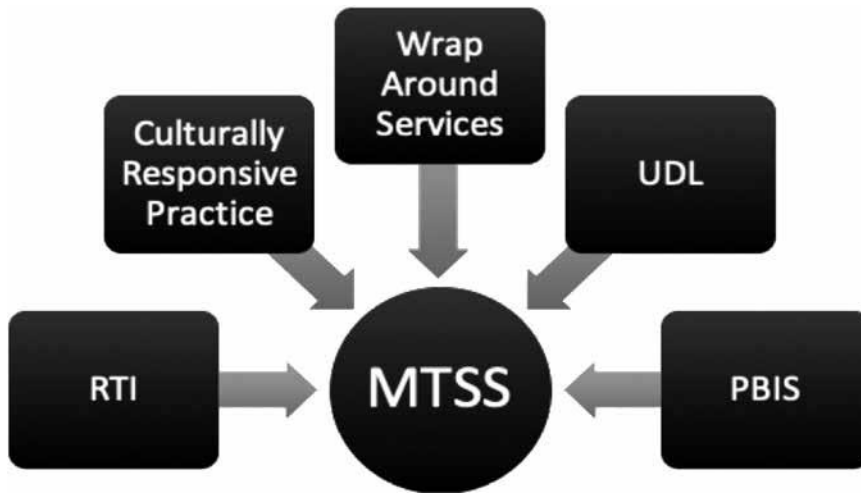 Wrap
Around
Services
Culturally
Responsive
Practice
UDL
RTI
MTSS
PBIS